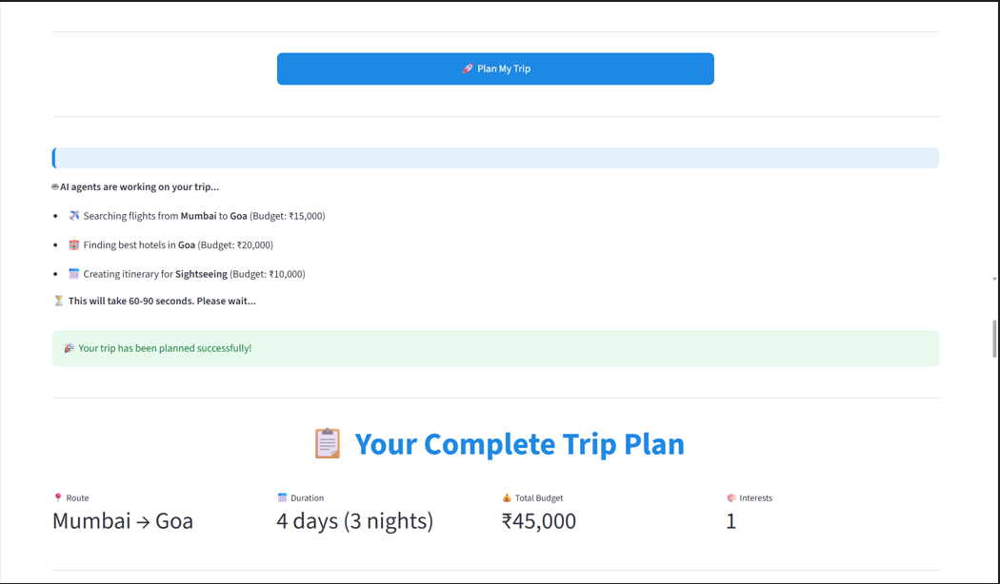 🚀 Plan My Trip
🤖 AI agents are working on your trip...
• ✈️ Searching flights from Mumbai to Goa (Budget: ₹15,000)
• 🏨 Finding best hotels in Goa (Budget: ₹20,000)
• 🗓️ Creating itinerary for Sightseeing (Budget: ₹10,000)
⏳ This will take 60-90 seconds. Please wait...
🎉 Your trip has been planned successfully!
📋 Your Complete Trip Plan
📍 Route
Mumbai → Goa
🗓️ Duration
4 days (3 nights)
💰 Total Budget
₹45,000
🎯 Interests
1